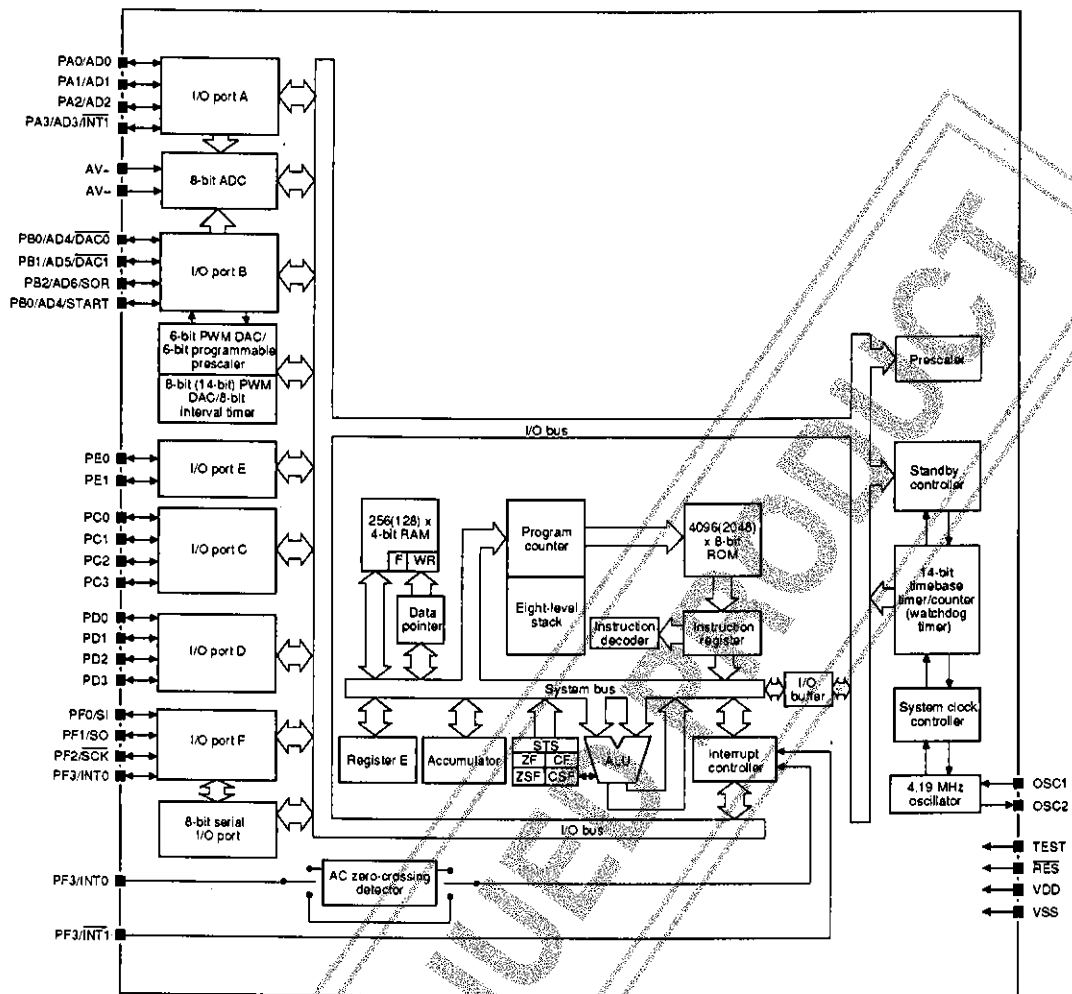 PA0/AD0
PA1/AD1
PA2/AD2
PA3/AD3/INT1
I/O port A
AV+
AV−
8-bit ADC
PB0/AD4/DAC0
PB1/AD5/DAC1
PB2/AD6/SOR
PB0/AD4/START
I/O port B
6-bit PWM DAC/
6-bit programmable
prescaler
8-bit (14-bit) PWM
DAC/8-bit
interval timer
PE0
PE1
I/O port E
PC0
PC1
PC2
PC3
I/O port C
PD0
PD1
PD2
PD3
I/O port D
PF0/SI
PF1/SO
PF2/SCK
PF3/INT0
I/O port F
8-bit serial
I/O port
PF3/INT0
AC zero-crossing
detector
PF3/INT1
I/O bus
256(128) x
4-bit RAM
F WR
Data
pointer
Program
counter
Eight-level
stack
4096(2048)
x 8-bit
ROM
Instruction
decoder
Instruction
register
System bus
I/O
buffer
Register E
Accumulator
STS
ZF CF
ZSF CSF
ALU
Interrupt
controller
I/O bus
Prescaler
Standby
controller
14-bit
timebase
timer/counter
(watchdog
timer)
System clock
controller
4.19 MHz
oscillator
OSC1
OSC2
TEST
RES
VDD
VSS
UED PRODUCT